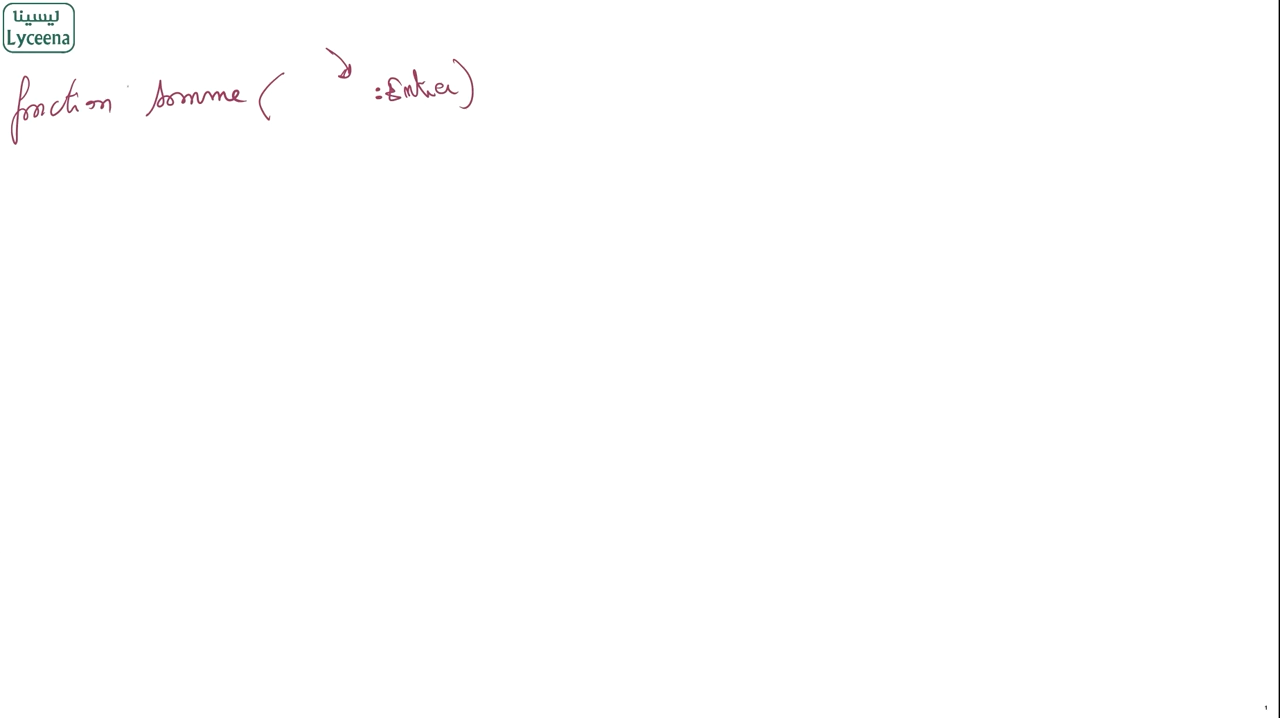 ليسينا
Lyceena
fonction somme ( :Entier)